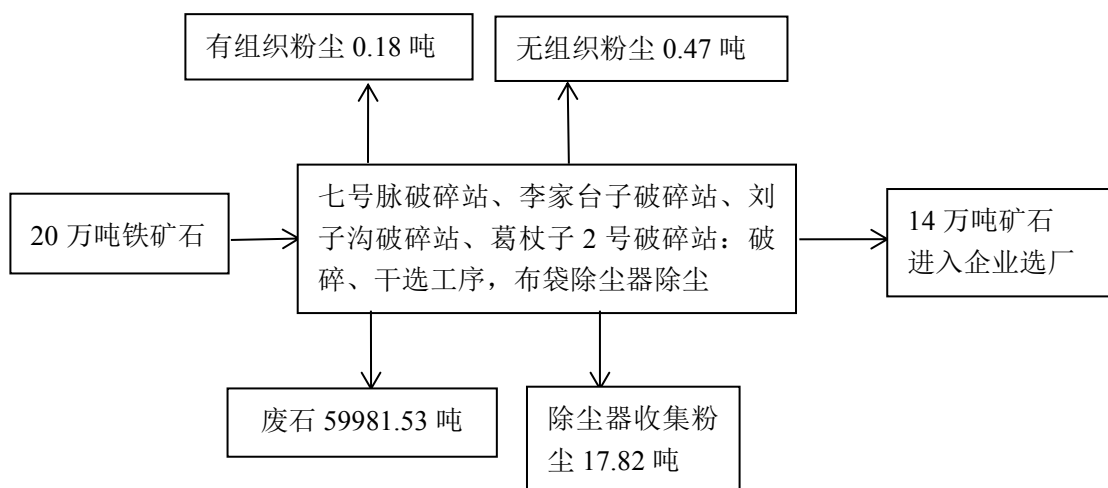 有组织粉尘 0.18 吨
无组织粉尘 0.47 吨
20 万吨铁矿石
七号脉破碎站、李家台子破碎站、刘
子沟破碎站、葛杖子 2 号破碎站：破
碎、干选工序，布袋除尘器除尘
14 万吨矿石
进入企业选厂
废石 59981.53 吨
除尘器收集粉
尘 17.82 吨